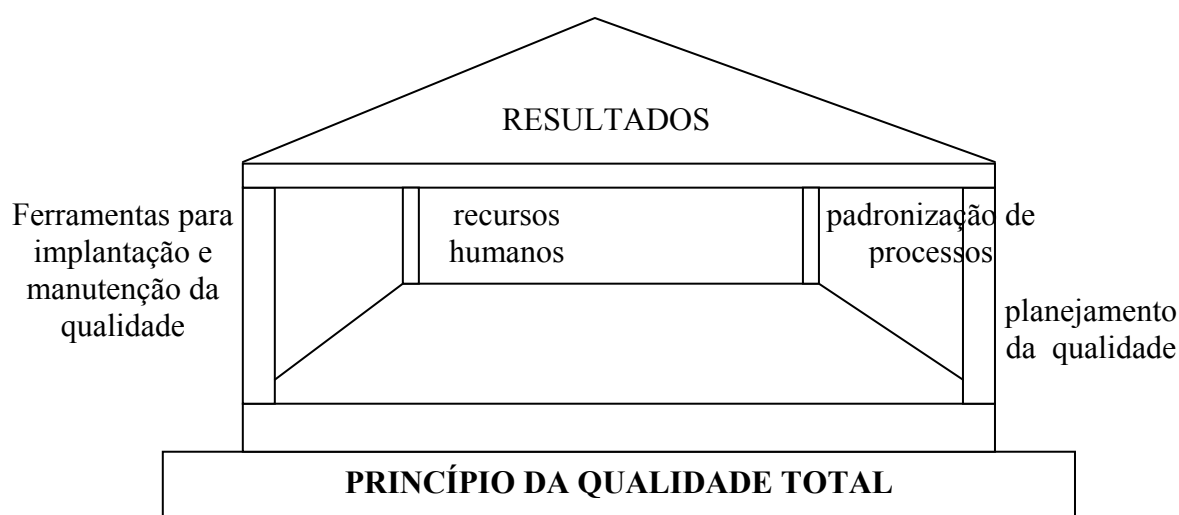 RESULTADOS
Ferramentas para
implantação e
manutenção da
qualidade
recursos
humanos
padronização de
processos
planejamento
da qualidade
PRINCÍPIO DA QUALIDADE TOTAL